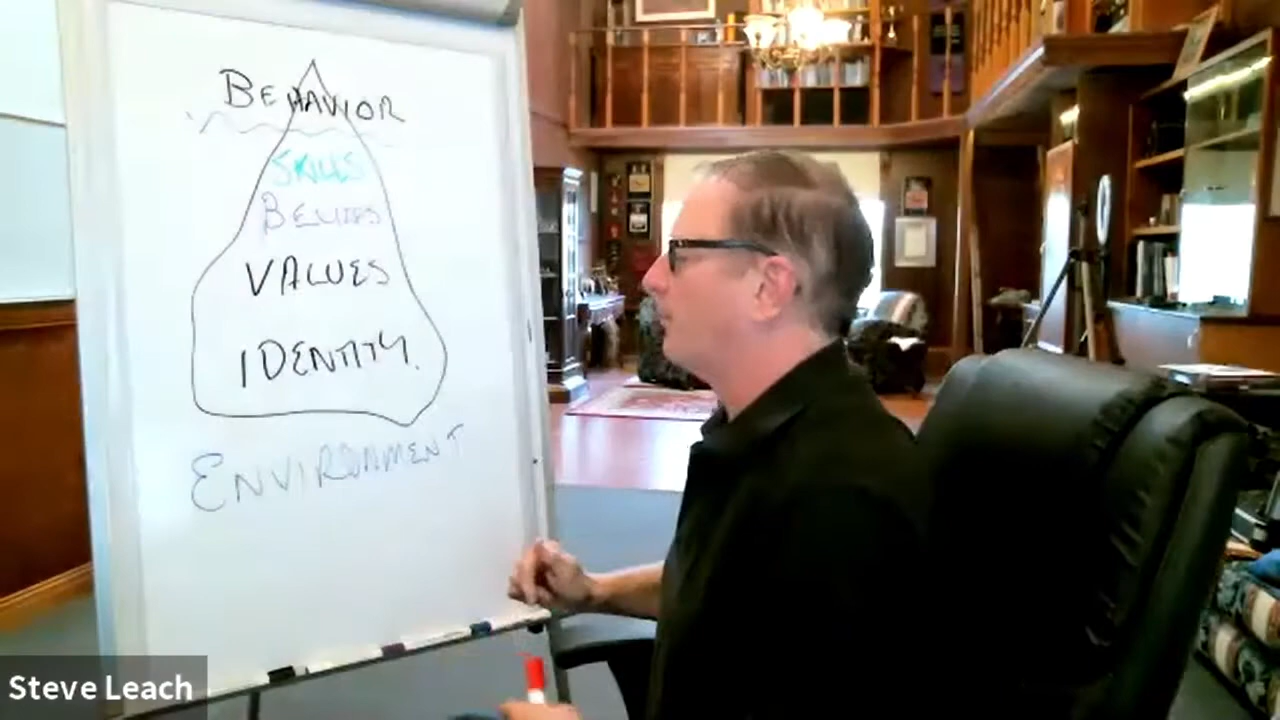 BEHAVIOR
SKILLS
BELIEFS
VALUES
IDENTITY.
ENVIRONMENT
Steve Leach